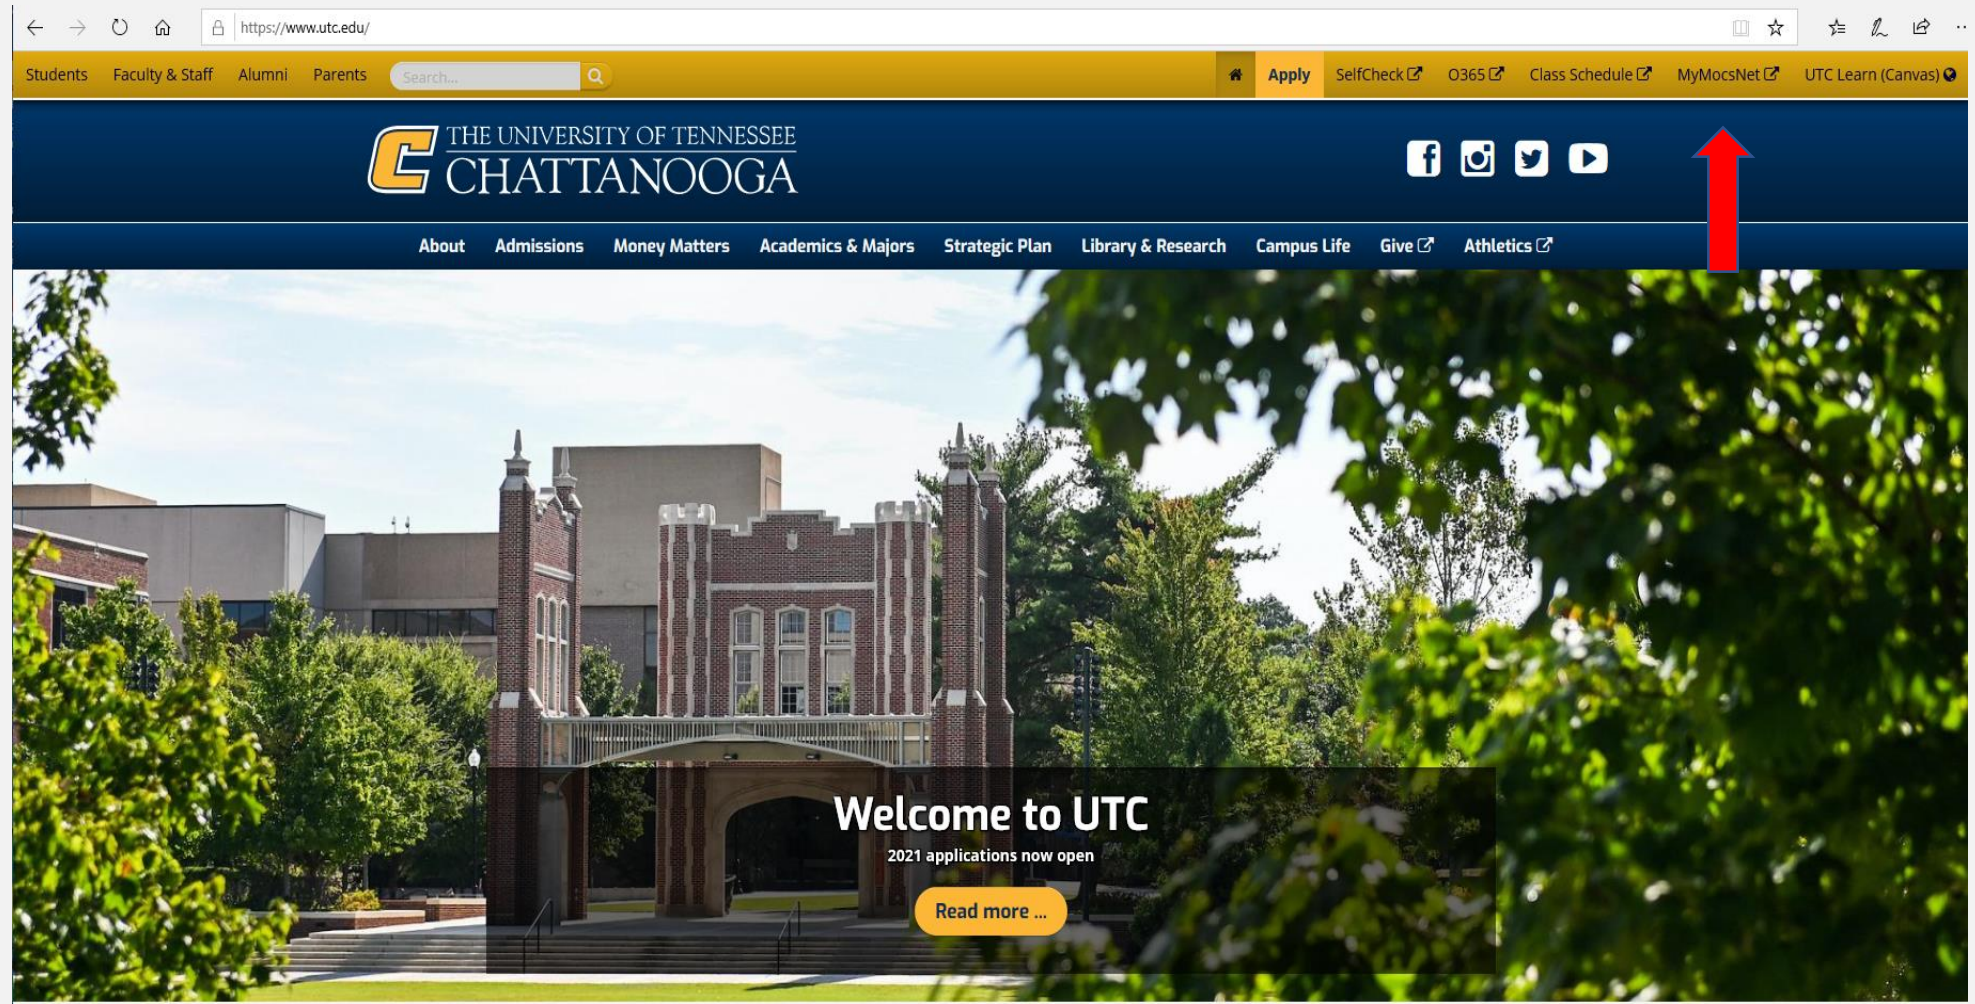 https://www.utc.edu/
Students Faculty & Staff Alumni Parents Search... Apply SelfCheck O365 Class Schedule MyMocsNet UTC Learn (Canvas)
THE UNIVERSITY OF TENNESSEE
CHATTANOOGA
About Admissions Money Matters Academics & Majors Strategic Plan Library & Research Campus Life Give Athletics
Welcome to UTC
2021 applications now open
Read more ...